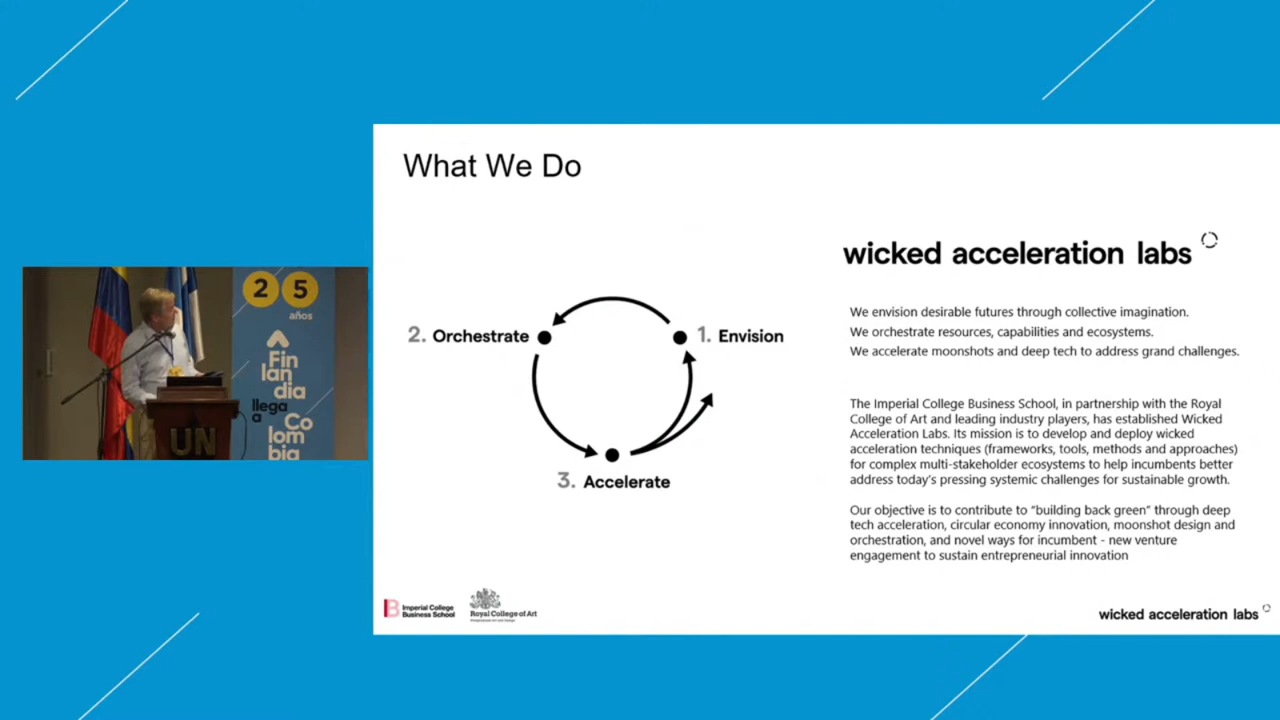 What We Do
2. Orchestrate
1. Envision
3. Accelerate
wicked acceleration labs
We envision desirable futures through collective imagination.
We orchestrate resources, capabilities and ecosystems.
We accelerate moonshots and deep tech to address grand challenges.
The Imperial College Business School, in partnership with the Royal
College of Art and leading industry players, has established Wicked
Acceleration Labs. Its mission is to develop and deploy wicked
acceleration techniques (frameworks, tools, methods and approaches)
for complex multi-stakeholder ecosystems to help incumbents better
address today's pressing systemic challenges for sustainable growth.
Our objective is to contribute to "building back green" through deep
tech acceleration, circular economy innovation, moonshot design and
orchestration, and novel ways for incumbent - new venture
engagement to sustain entrepreneurial innovation
Imperial College
Business School
Royal College of Art
wicked acceleration labs
25
años
Fin
lan
dia
llega
a
Co
lom
bia
UN